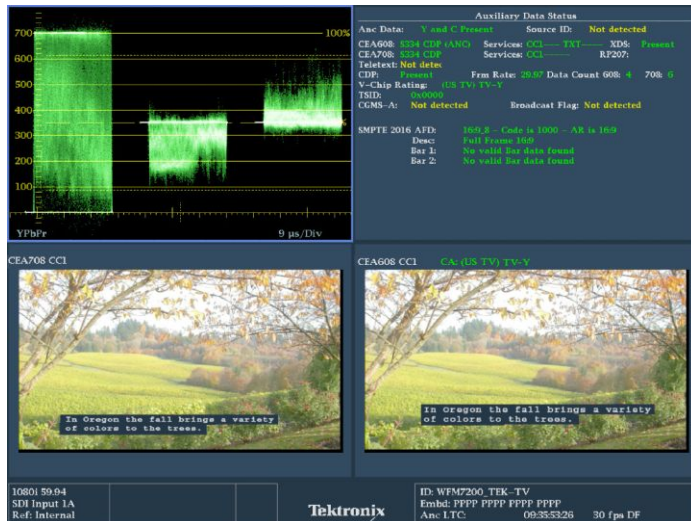 700
100%
600
500
400
350
300
200
100
YPbPr 9 µs/Div
Auxiliary Data Status
Anc Data: Y and C Present Source ID: Not detected
CEA608: S334 CDP (ANC) Services: CC1---- TXT---- XDS: Present
CEA708: S334 CDP Services: CC1------ RP207:
Teletext: Not detec
CDP: Present Frm Rate: 29.97 Data Count 608: 4 708: 6
V-Chip Rating: (US TV) TV-Y
TSID: 0x0000
CGMS-A: Not detected Broadcast Flag: Not detected
SMPTE 2016 AFD: 16:9_8 - Code is 1000 - AR is 16:9
Desc: Full Frame 16:9
Bar 1: No valid Bar data found
Bar 2: No valid Bar data found
CEA708 CC1
In Oregon the fall brings a variety
of colors to the trees.
CEA608 CC1 CA: (US TV) TV-Y
In Oregon the fall brings a variety
of colors to the trees.
1080i 59.94
SDI Input 1A
Ref: Internal
Tektronix
ID: WFM7200_TEK-TV
Embd: PPPP PPPP PPPP PPPP
Anc LTC: 09:35:53:26 30 fps DF